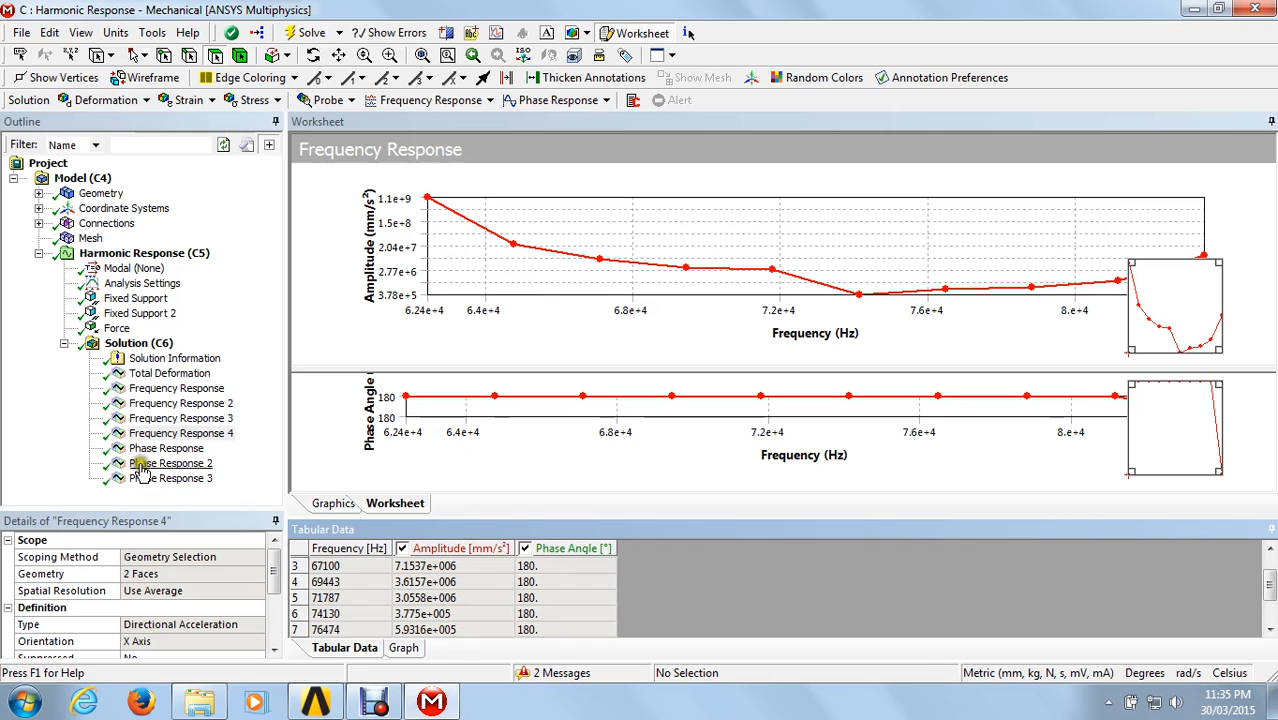 C : Harmonic Response - Mechanical [ANSYS Multiphysics]
File Edit View Units Tools Help Solve ?/ Show Errors Worksheet
Show Vertices Wireframe Edge Coloring Thicken Annotations Show Mesh Random Colors Annotation Preferences
Solution Deformation Strain Stress Probe Frequency Response Phase Response Alert
Outline
Filter: Name
Project
Model (C4)
Geometry
Coordinate Systems
Connections
Mesh
Harmonic Response (C5)
Modal (None)
Analysis Settings
Fixed Support
Fixed Support 2
Force
Solution (C6)
Solution Information
Total Deformation
Frequency Response
Frequency Response 2
Frequency Response 3
Frequency Response 4
Phase Response
Phase Response 2
Phase Response 3
Details of "Frequency Response 4"
Scope
Scoping Method Geometry Selection
Geometry 2 Faces
Spatial Resolution Use Average
Definition
Type Directional Acceleration
Orientation X Axis
Suppressed No
Worksheet
Frequency Response
Amplitude (mm/s²)
1.1e+9
1.5e+8
2.04e+7
2.77e+6
3.78e+5
6.24e+4 6.4e+4 6.8e+4 7.2e+4 7.6e+4 8.e+4
Frequency (Hz)
Phase Angle
180
180
6.24e+4 6.4e+4 6.8e+4 7.2e+4 7.6e+4 8.e+4
Frequency (Hz)
Graphics Worksheet
Tabular Data
Frequency [Hz] Amplitude [mm/s²] Phase Angle [°]
3 67100 7.1537e+006 180.
4 69443 3.6157e+006 180.
5 71787 3.0558e+006 180.
6 74130 3.775e+005 180.
7 76474 5.9316e+005 180.
Tabular Data Graph
Press F1 for Help 2 Messages No Selection Metric (mm, kg, N, s, mV, mA) Degrees rad/s Celsius
11:35 PM
30/03/2015